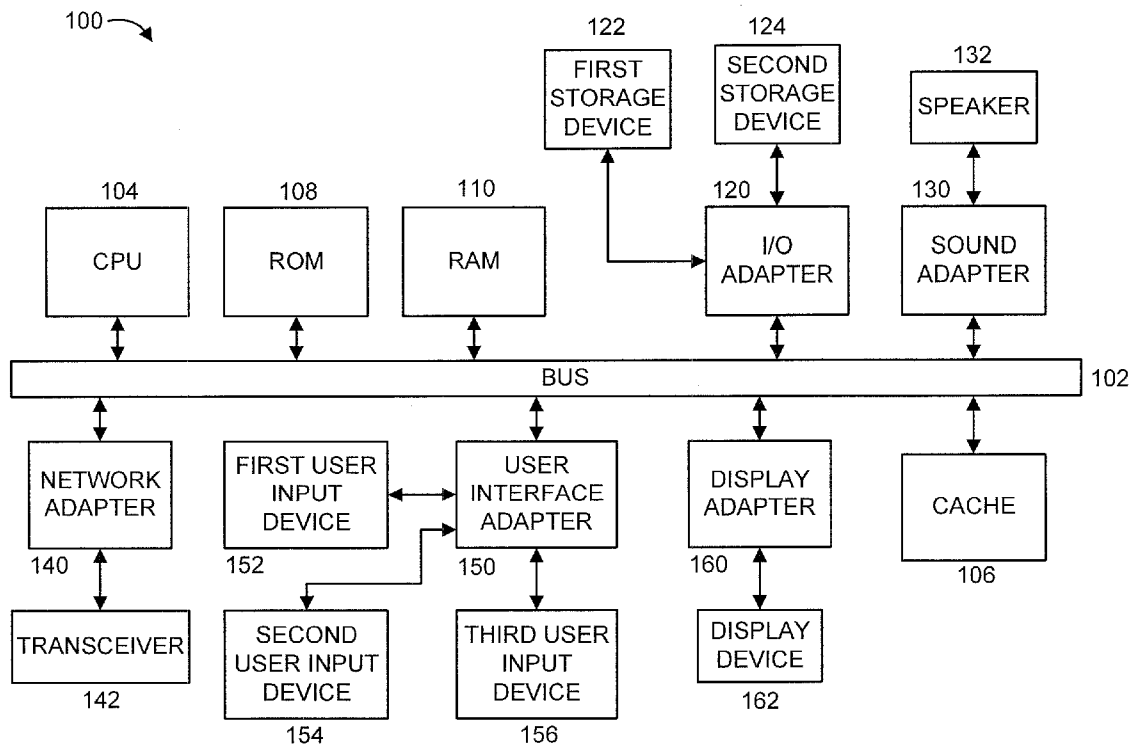 100
122
FIRST
STORAGE
DEVICE
124
SECOND
STORAGE
DEVICE
132
SPEAKER
104
CPU
108
ROM
110
RAM
120
I/O
ADAPTER
130
SOUND
ADAPTER
BUS
102
NETWORK
ADAPTER
140
FIRST USER
INPUT
DEVICE
152
USER
INTERFACE
ADAPTER
150
DISPLAY
ADAPTER
160
CACHE
106
TRANSCEIVER
142
SECOND
USER INPUT
DEVICE
154
THIRD USER
INPUT
DEVICE
156
DISPLAY
DEVICE
162